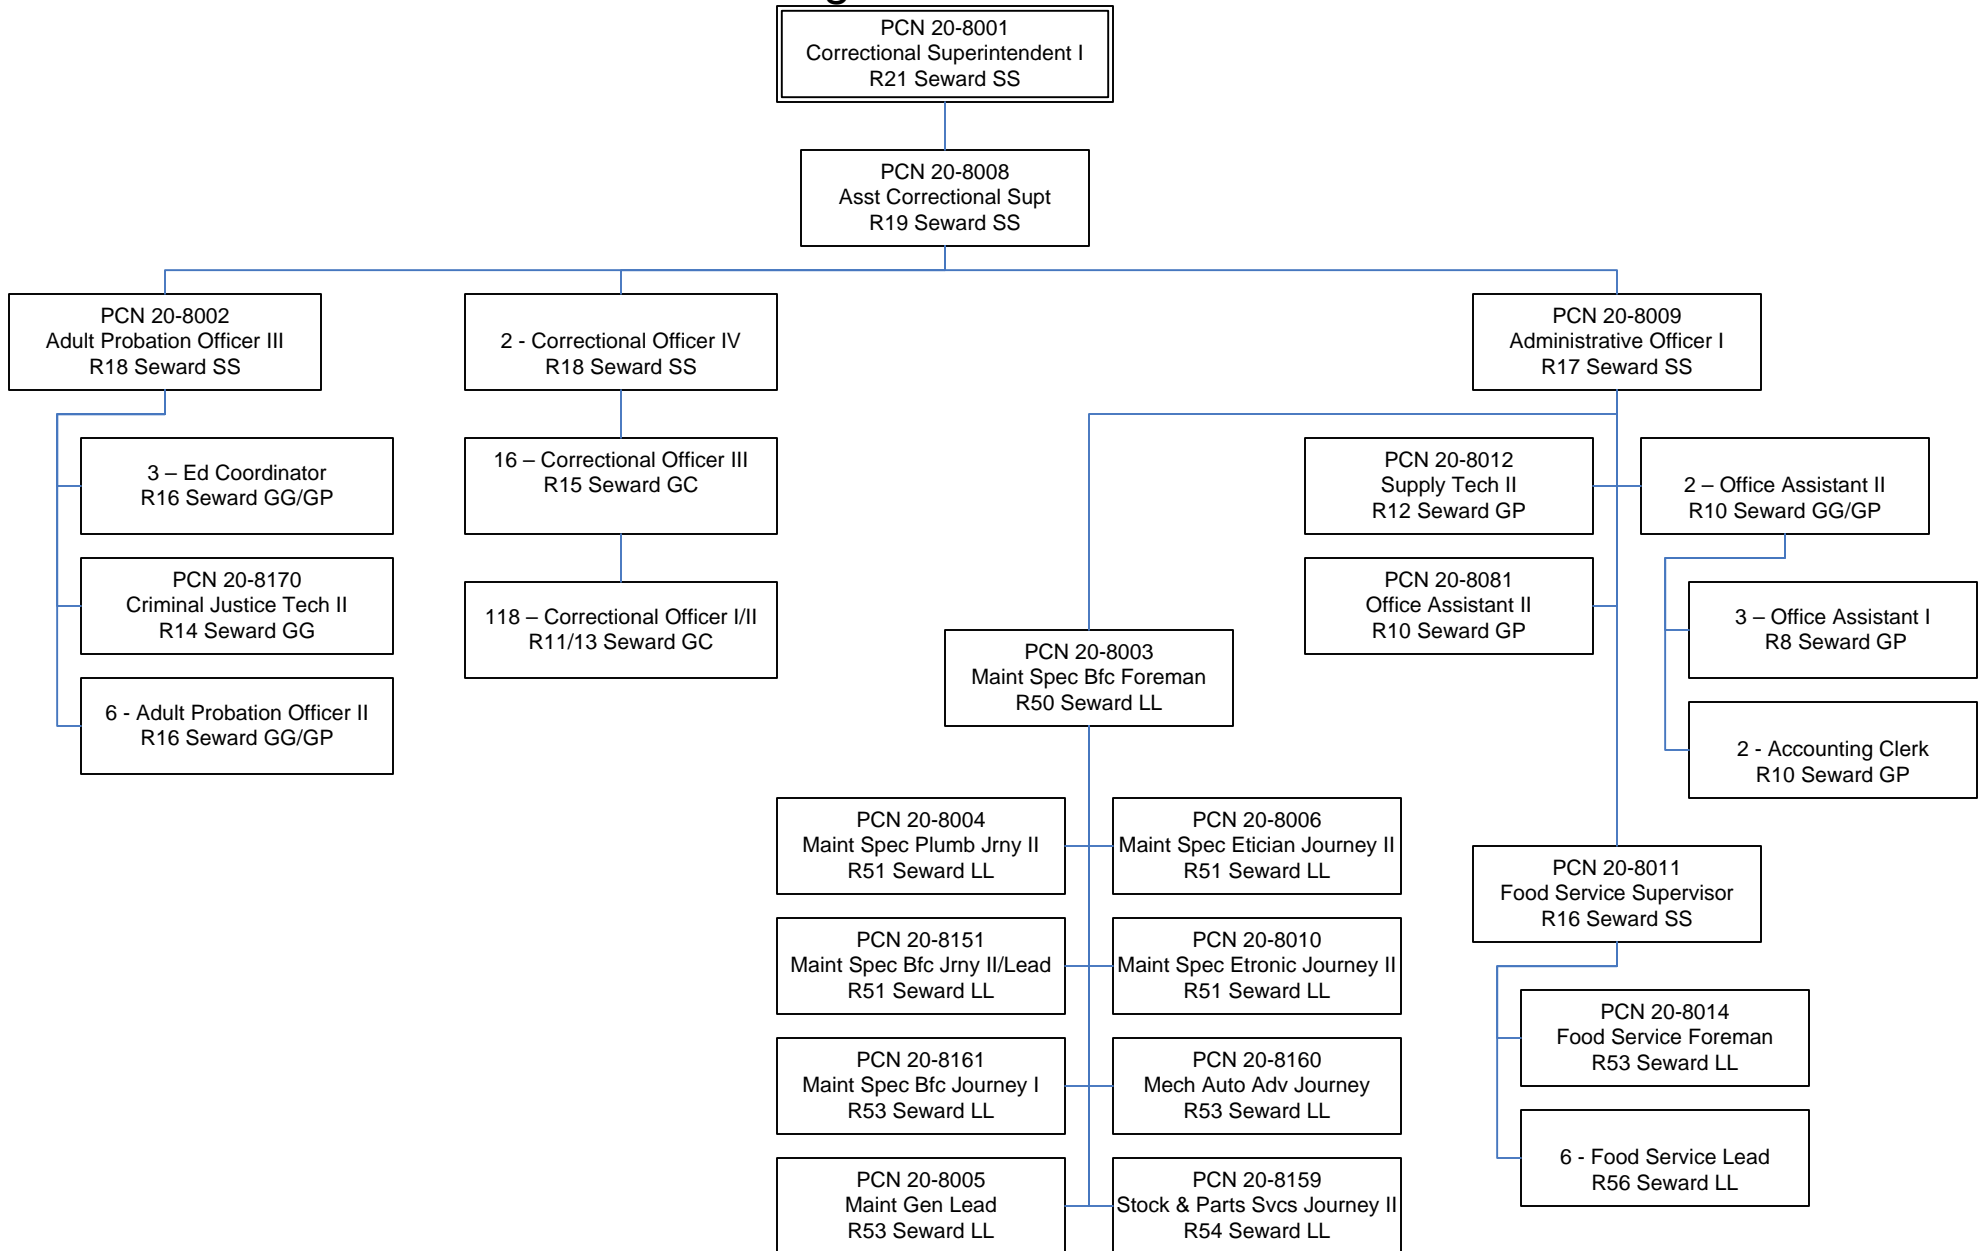 PCN 20-8001
Correctional Superintendent I
R21 Seward SS
PCN 20-8008
Asst Correctional Supt
R19 Seward SS
PCN 20-8002
Adult Probation Officer III
R18 Seward SS
2 - Correctional Officer IV
R18 Seward SS
PCN 20-8009
Administrative Officer I
R17 Seward SS
3 – Ed Coordinator
R16 Seward GG/GP
16 – Correctional Officer III
R15 Seward GC
PCN 20-8012
Supply Tech II
R12 Seward GP
2 – Office Assistant II
R10 Seward GG/GP
PCN 20-8170
Criminal Justice Tech II
R14 Seward GG
118 – Correctional Officer I/II
R11/13 Seward GC
PCN 20-8081
Office Assistant II
R10 Seward GP
3 – Office Assistant I
R8 Seward GP
PCN 20-8003
Maint Spec Bfc Foreman
R50 Seward LL
6 - Adult Probation Officer II
R16 Seward GG/GP
2 - Accounting Clerk
R10 Seward GP
PCN 20-8004
Maint Spec Plumb Jrny II
R51 Seward LL
PCN 20-8006
Maint Spec Etician Journey II
R51 Seward LL
PCN 20-8011
Food Service Supervisor
R16 Seward SS
PCN 20-8151
Maint Spec Bfc Jrny II/Lead
R51 Seward LL
PCN 20-8010
Maint Spec Etronic Journey II
R51 Seward LL
PCN 20-8014
Food Service Foreman
R53 Seward LL
PCN 20-8161
Maint Spec Bfc Journey I
R53 Seward LL
PCN 20-8160
Mech Auto Adv Journey
R53 Seward LL
6 - Food Service Lead
R56 Seward LL
PCN 20-8005
Maint Gen Lead
R53 Seward LL
PCN 20-8159
Stock & Parts Svcs Journey II
R54 Seward LL